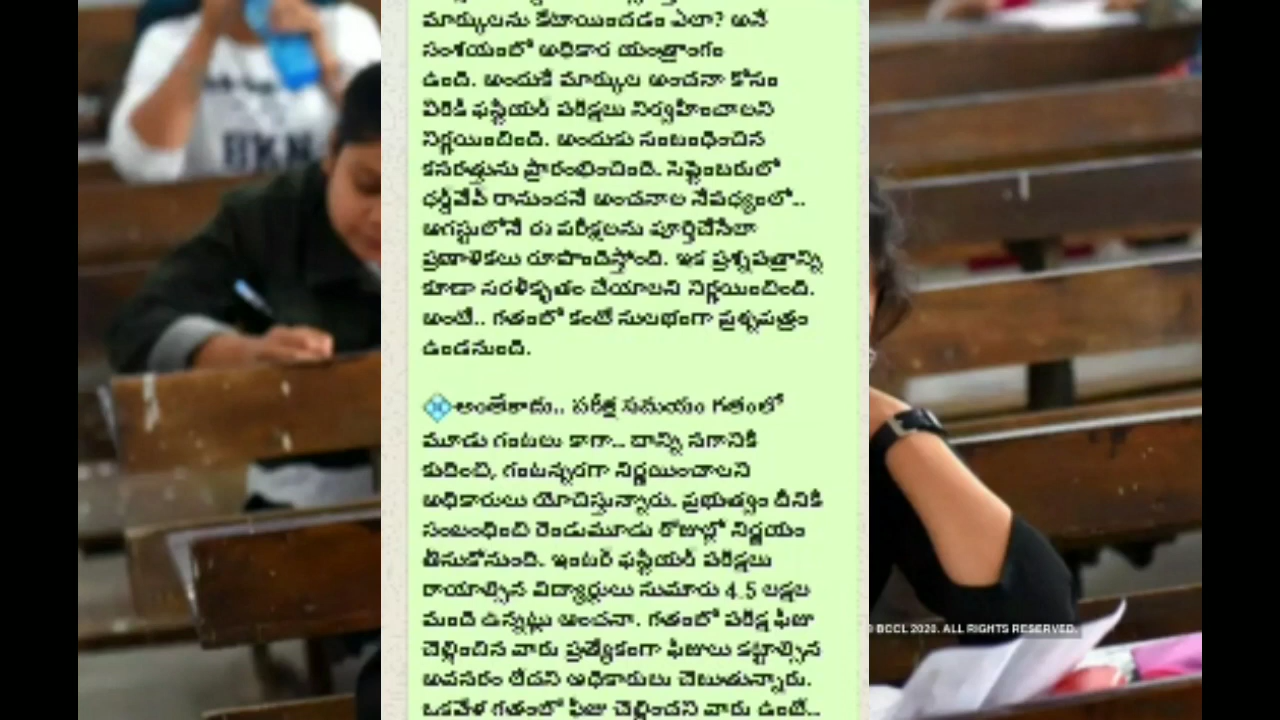 మార్కులను కేటాయించడం ఎలా? అనే
సంశయంలో అధికార యంత్రాంగం
ఉంది. అందుకే మార్కుల అంచనా కోసం
వీరికి ఫస్టియర్ పరీక్షలు నిర్వహించాలని
నిర్ణయించింది. అందుకు సంబంధించిన
కసరత్తును ప్రారంభించింది. సెప్టెంబరులో
థర్డ్‌వేవ్ రానుందనే అంచనాల నేపథ్యంలో..
ఆగస్టులోనే ఈ పరీక్షలను పూర్తిచేసేలా
ప్రణాళికలు రూపొందిస్తోంది. ఇక ప్రశ్నపత్రాన్ని
కూడా సరళీకృతం చేయాలని నిర్ణయించింది.
అంటే.. గతంలో కంటే సులభంగా ప్రశ్నపత్రం
ఉండనుంది.
💠అంతేకాదు.. పరీక్ష సమయం గతంలో
మూడు గంటలు కాగా.. దాన్ని సగానికి
కుదించి, గంటన్నరగా నిర్ణయించాలని
అధికారులు యోచిస్తున్నారు. ప్రభుత్వం దీనికి
సంబంధించి రెండుమూడు రోజుల్లో నిర్ణయం
తీసుకోనుంది. ఇంటర్ ఫస్టియర్ పరీక్షలు
రాయాల్సిన విద్యార్థులు సుమారు 4.5 లక్షల
మంది ఉన్నట్లు అంచనా. గతంలో పరీక్ష ఫీజు
చెల్లించిన వారు ప్రత్యేకంగా ఫీజులు కట్టాల్సిన
అవసరం లేదని అధికారులు చెబుతున్నారు.
ఒకవేళ గతంలో ఫీజు చెల్లించని వారు ఉంటే..
© BCCL 2020. ALL RIGHTS RESERVED.